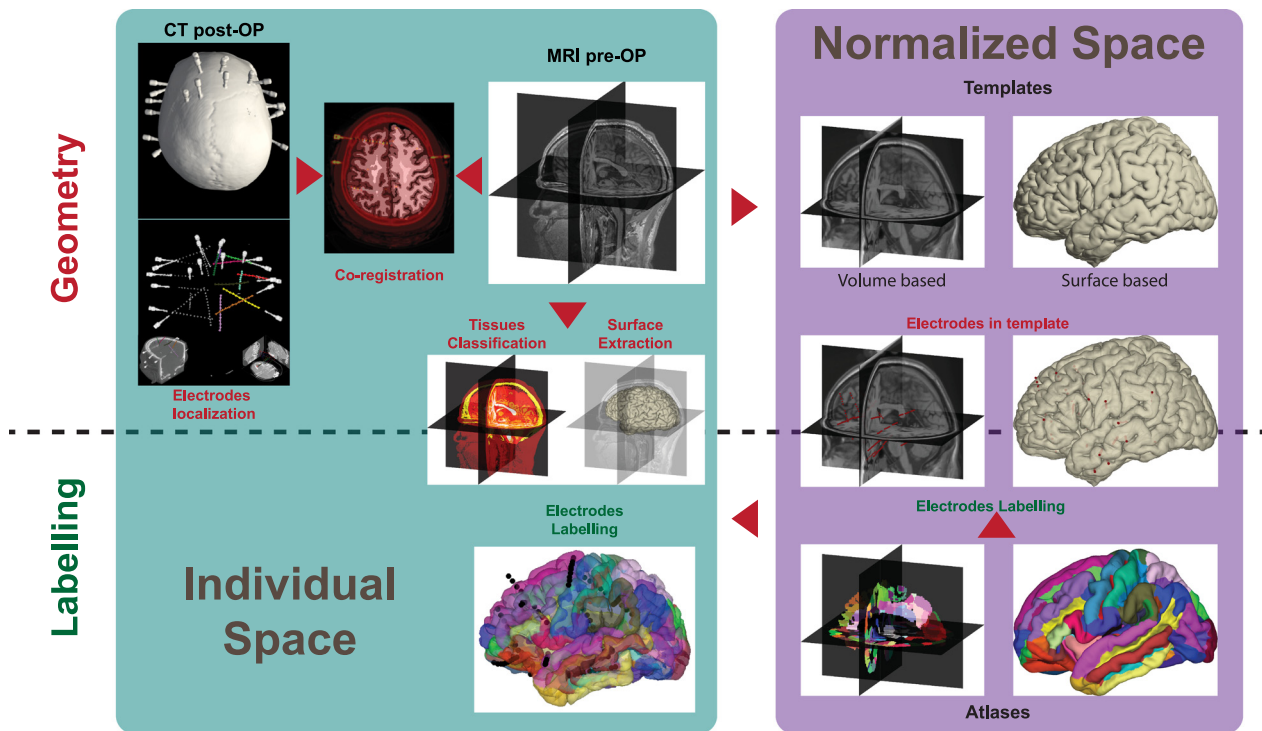 Geometry
Labelling
CT post-OP
MRI pre-OP
Co-registration
Electrodes
localization
Tissues
Classification
Surface
Extraction
Electrodes
Labelling
Individual
Space
Normalized Space
Templates
Volume based
Surface based
Electrodes in template
Electrodes Labelling
Atlases